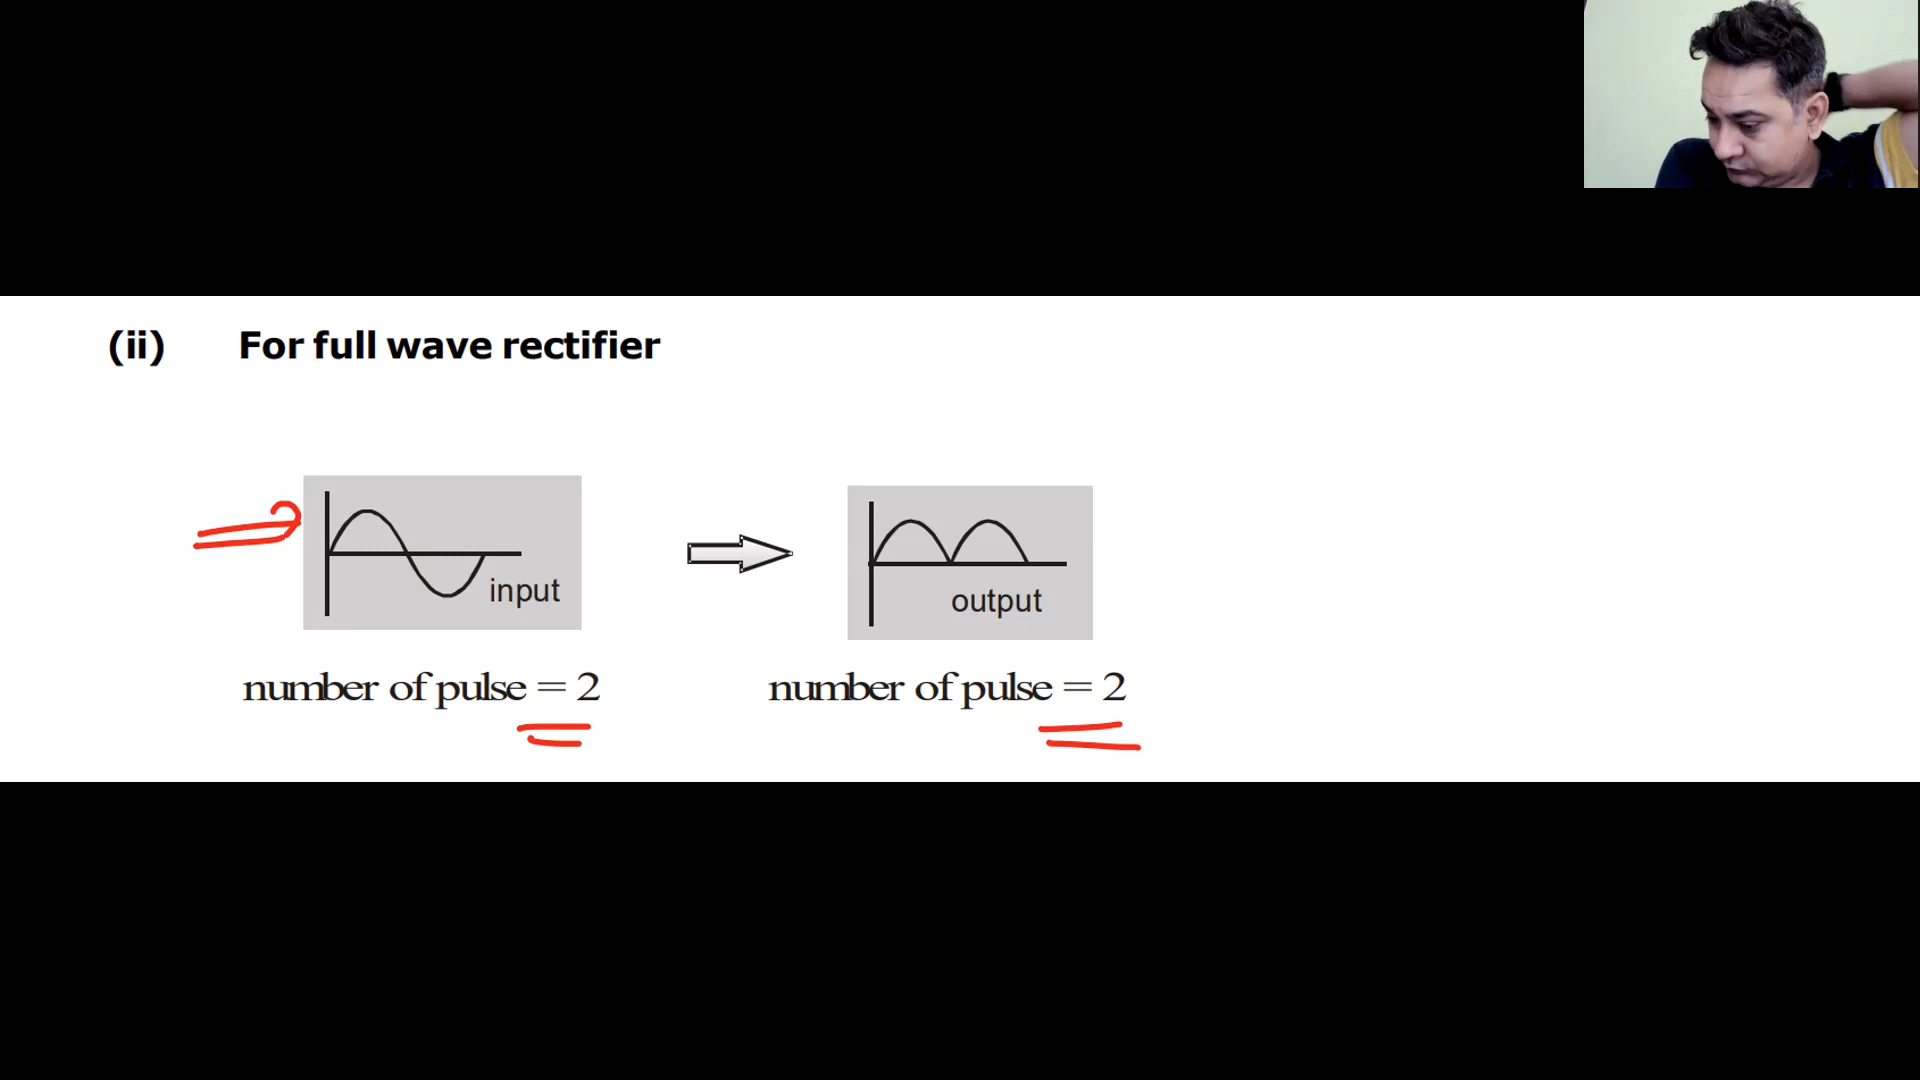 (ii) For full wave rectifier
input
output
number of pulse = 2
number of pulse = 2